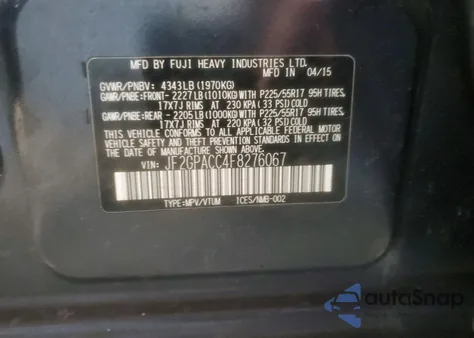 MFD BY FUJI HEAVY INDUSTRIES LTD.
IN 04/15
GVWR/PNBV: 4343LB (1970KG)
GAWR/PNBE:FRONT- 2227LB (1010KG) WITH P225/55R17 95H TIRES.
17X7J RIMS AT 230 KPA (33 PSI) COLD
GAWR/PNBE:REAR - 2205LB (1000KG) WITH P225/55R17 95H TIRES.
17X7J RIMS AT 220 KPA (32 PSI) COLD
THIS VEHICLE CONFORMS TO ALL APPLICABLE FEDERAL MOTOR VEHICLE
SAFETY AND THEFT PREVENTION STANDARDS IN EFFECT ON THE DATE
OF MANUFACTURE SHOWN ABOVE.
VIN: JF2GPACC4F8276067
TYPE:MPV/VTUM ICES/NMB-002
autoSnap